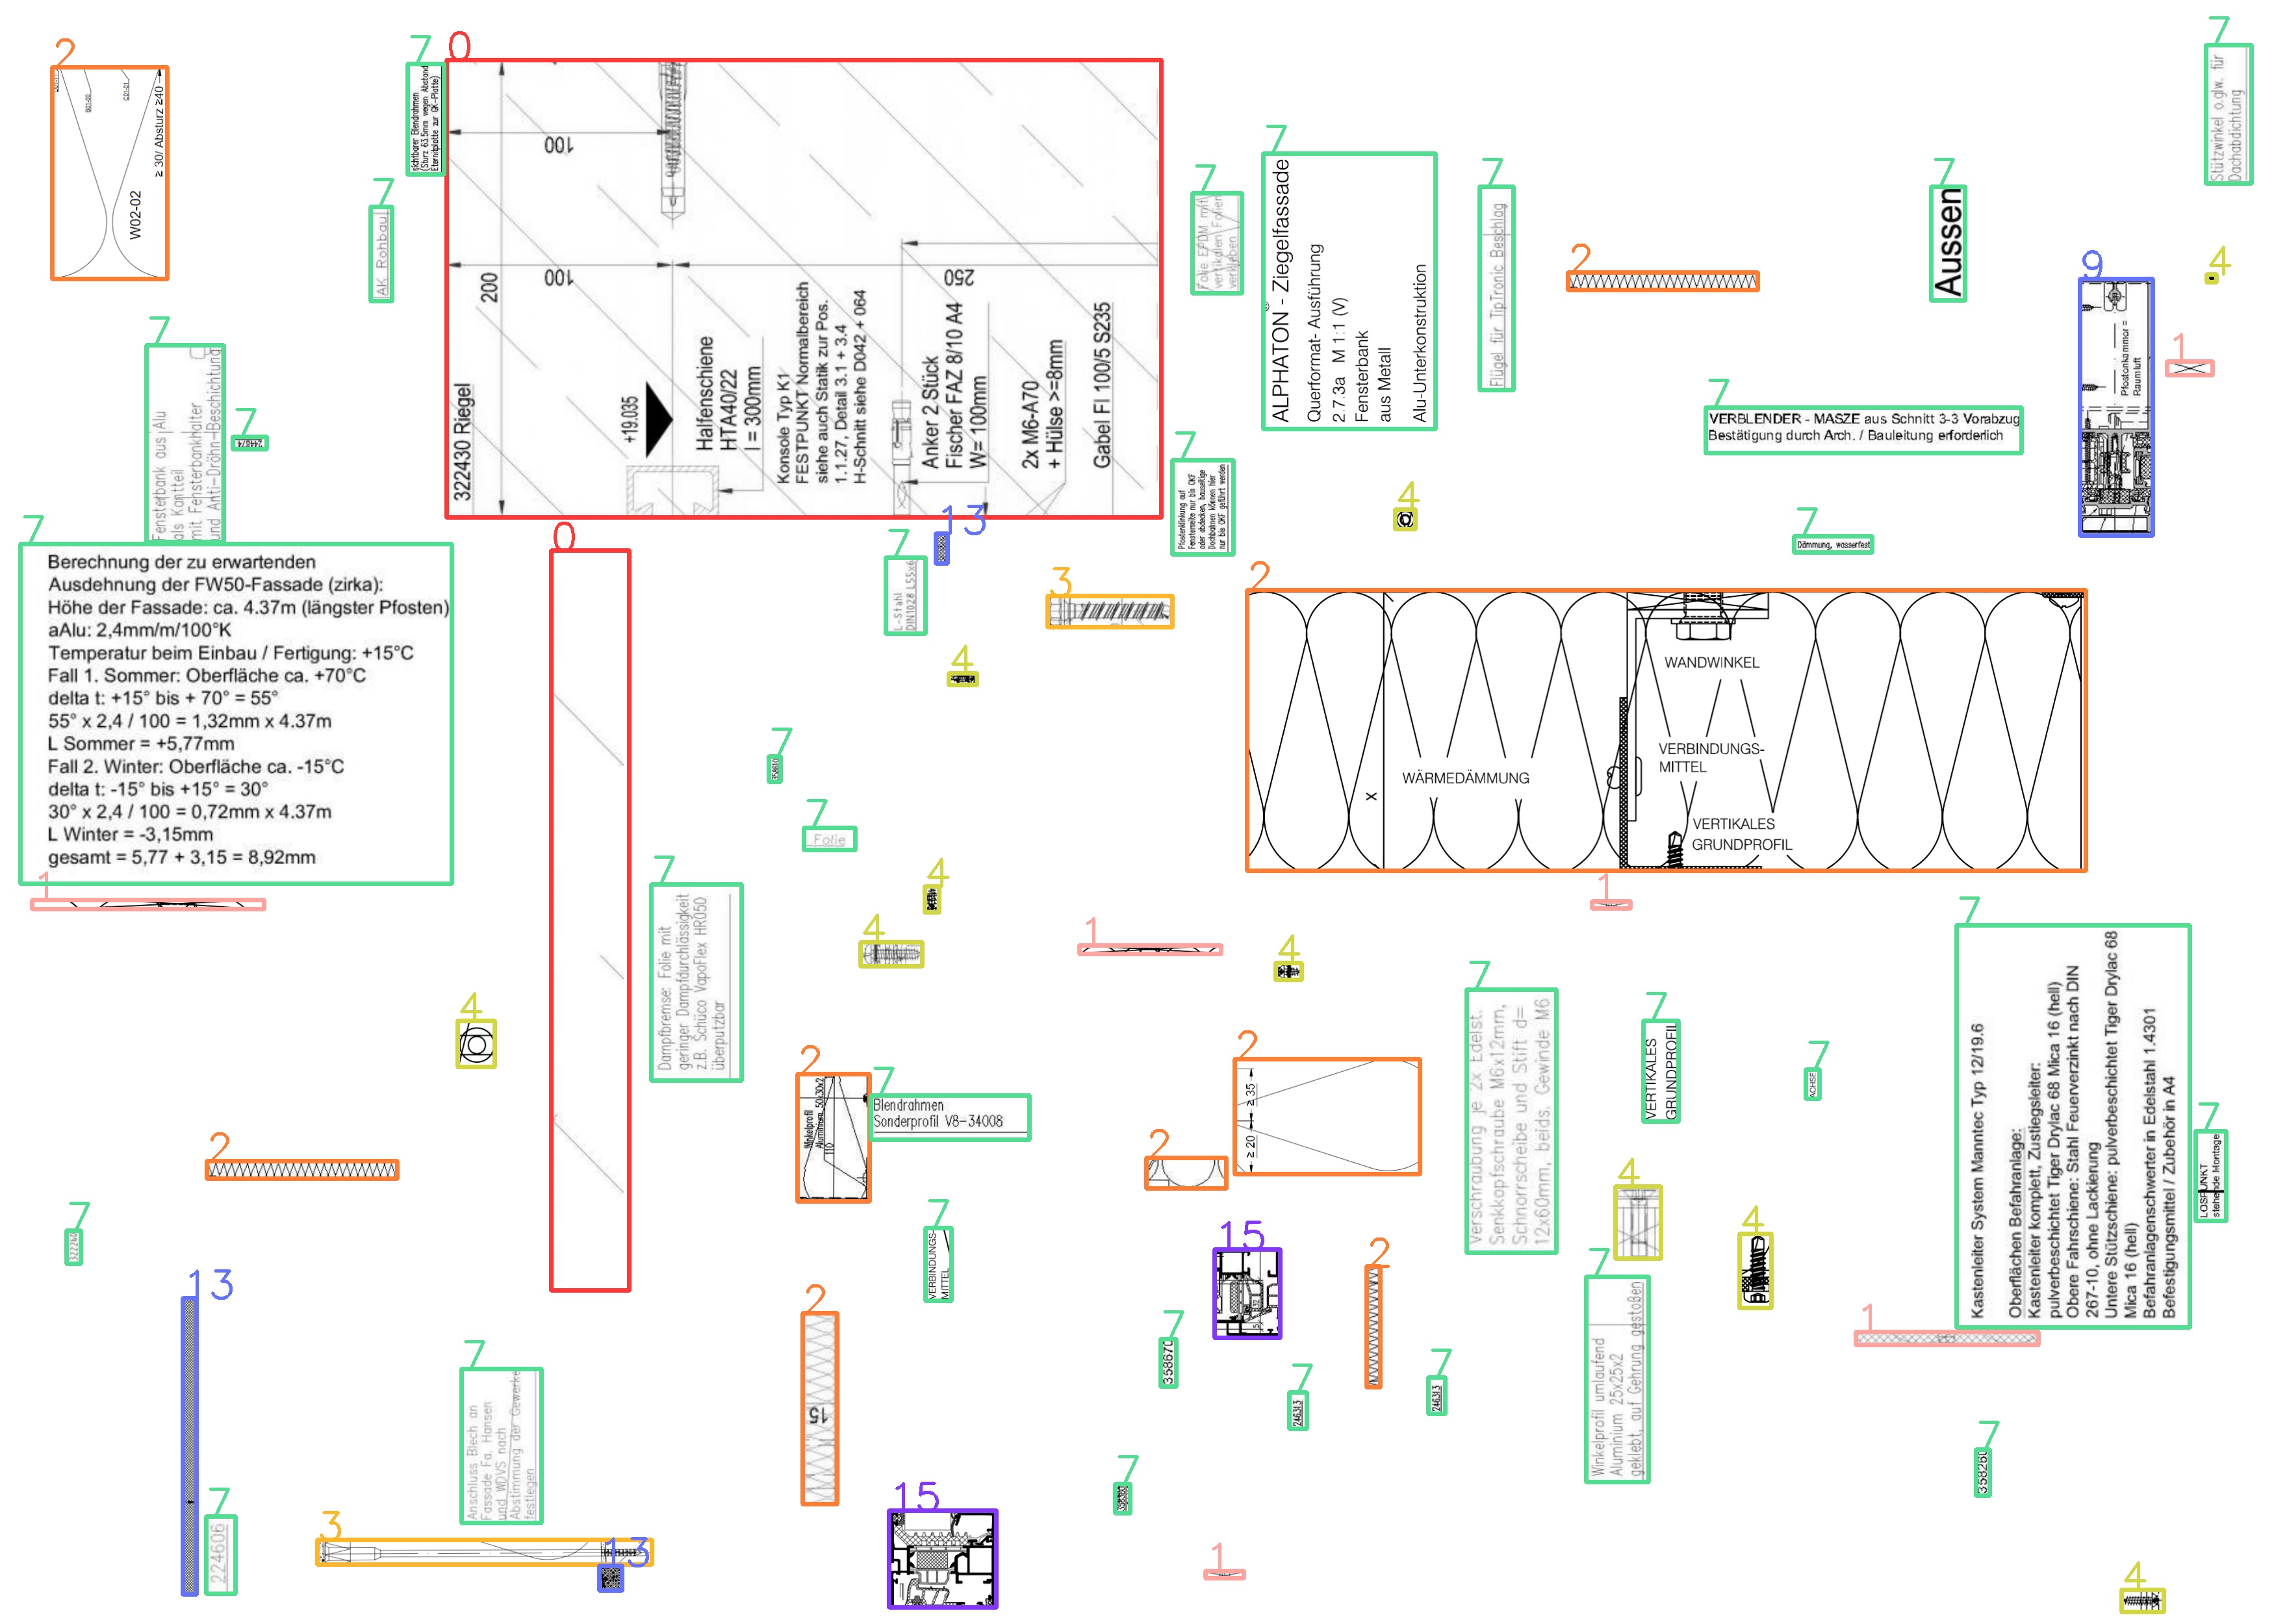 2
≥ 30/ Absturz ≥40
B01-00
C01-01
W02-02
7
sichtbarer Blendrahmen
(Sturz 63.5mm wegen Abstand
Eternitplatte zur GK-Platte)
7
AK Rohbau
0
200
100
100
250
322430 Riegel
+19.035
Halfenschiene
HTA40/22
l = 300mm
Konsole Typ K1
FESTPUNKT Normalbereich
siehe auch Statik zur Pos.
1.1.27, Detail 3.1 + 3.4
H-Schnitt siehe D042 + 064
Anker 2 Stück
Fischer FAZ 8/10 A4
W= 100mm
2x M6-A70
+ Hülse >=8mm
Gabel Fl 100/5 S235
7
Folie EPDM mit
vertikalen Folien
verkleben
7
ALPHATON - Ziegelfassade
Querformat- Ausführung
2.7.3a M 1:1 (V)
Fensterbank
aus Metall
Alu-Unterkonstruktion
7
Flügel für TipTronic Beschlag
2
7
Aussen
7
Stützwinkel o.glw. für
Dachabdichtung
4
9
Pfostenkammer =
Raumluft
1
7
VERBLENDER - MASZE aus Schnitt 3-3 Vorabzug
Bestätigung durch Arch. / Bauleitung erforderlich
7
Dämmung, wasserfest
7
Fensterbank aus Alu
als Kantteil
mit Fensterbankhalter
und Anti-Dröhn-Beschichtung
7
7
Pfostenklinkung auf
Fensterseite nur bis OKF
oder abdecken, bauseitige
Dachbahnen können hier
nur bis OKF geführt werden
4
7
Berechnung der zu erwartenden
Ausdehnung der FW50-Fassade (zirka):
Höhe der Fassade: ca. 4.37m (längster Pfosten)
aAlu: 2,4mm/m/100°K
Temperatur beim Einbau / Fertigung: +15°C
Fall 1. Sommer: Oberfläche ca. +70°C
delta t: +15° bis + 70° = 55°
55° x 2,4 / 100 = 1,32mm x 4.37m
L Sommer = +5,77mm
Fall 2. Winter: Oberfläche ca. -15°C
delta t: -15° bis +15° = 30°
30° x 2,4 / 100 = 0,72mm x 4.37m
L Winter = -3,15mm
gesamt = 5,77 + 3,15 = 8,92mm
1
0
7
L-Stahl
DIN1028 L55x6
13
3
4
2
WANDWINKEL
VERBINDUNGS-
MITTEL
WÄRMEDÄMMUNG
X
VERTIKALES
GRUNDPROFIL
1
7
7
Folie
7
Dampfbremse: Folie mit
geringer Dampfdurchlässigkeit
z.B. Schüco VapoFlex HR050
überputzbar
4
4
1
4
4
7
Verschraubung je 2x Edelst.
Senkkopfschraube M6x12mm,
Schnorrscheibe und Stift d=
12x60mm, beids. Gewinde M6
7
VERTIKALES
GRUNDPROFIL
7
ACHSE
7
Kastenleiter System Manntec Typ 12/19.6
Oberflächen Befahranlage:
Kastenleiter komplett, Zustiegsleiter:
pulverbeschichtet Tiger Drylac 68 Mica 16 (hell)
Obere Fahrschiene: Stahl Feuerverzinkt nach DIN
267-10, ohne Lackierung
Untere Stützschiene: pulverbeschichtet Tiger Drylac 68
Mica 16 (hell)
Befahranlagenschwerter in Edelstahl 1.4301
Befestigungsmittel / Zubehör in A4
7
LOSPUNKT
stehende Montage
2
Winkelprofil
Aluminium 50x30x2
10
7
Blendrahmen
Sonderprofil V8-34008
2
2
≥ 35
≥ 20
2
7
4
4
7
VERBINDUNGS-
MITTEL
15
2
13
2
15
7
358670
7
246313
7
246313
7
Winkelprofil umlaufend
Aluminium 25x25x2
geklebt, auf Gehrung gestoßen
1
7
358260
7
Anschluss Blech an
Fassade Fa. Hansen
und WDVS nach
Abstimmung der Gewerke
festlegen
7
224606
3
13
15
7
1
4